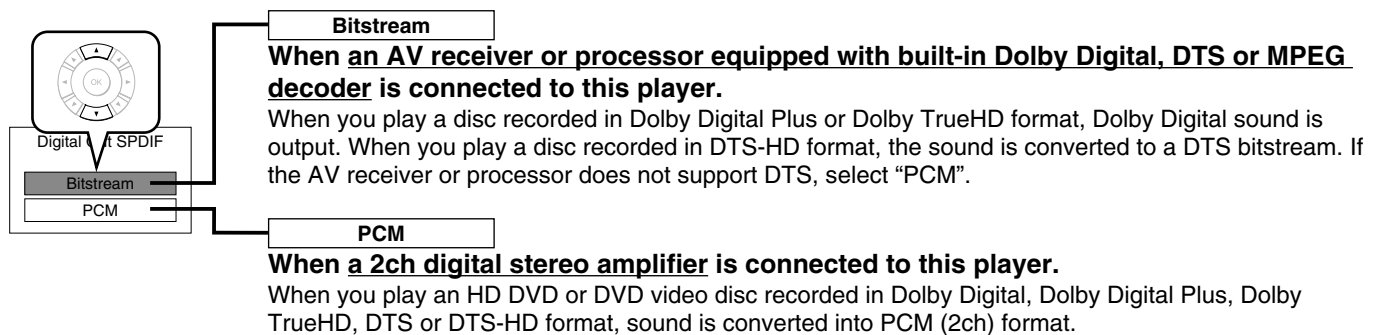 OK
Digital Out SPDIF
Bitstream
PCM
Bitstream
When an AV receiver or processor equipped with built-in Dolby Digital, DTS or MPEG
decoder is connected to this player.
When you play a disc recorded in Dolby Digital Plus or Dolby TrueHD format, Dolby Digital sound is
output. When you play a disc recorded in DTS-HD format, the sound is converted to a DTS bitstream. If
the AV receiver or processor does not support DTS, select “PCM”.
PCM
When a 2ch digital stereo amplifier is connected to this player.
When you play an HD DVD or DVD video disc recorded in Dolby Digital, Dolby Digital Plus, Dolby
TrueHD, DTS or DTS-HD format, sound is converted into PCM (2ch) format.